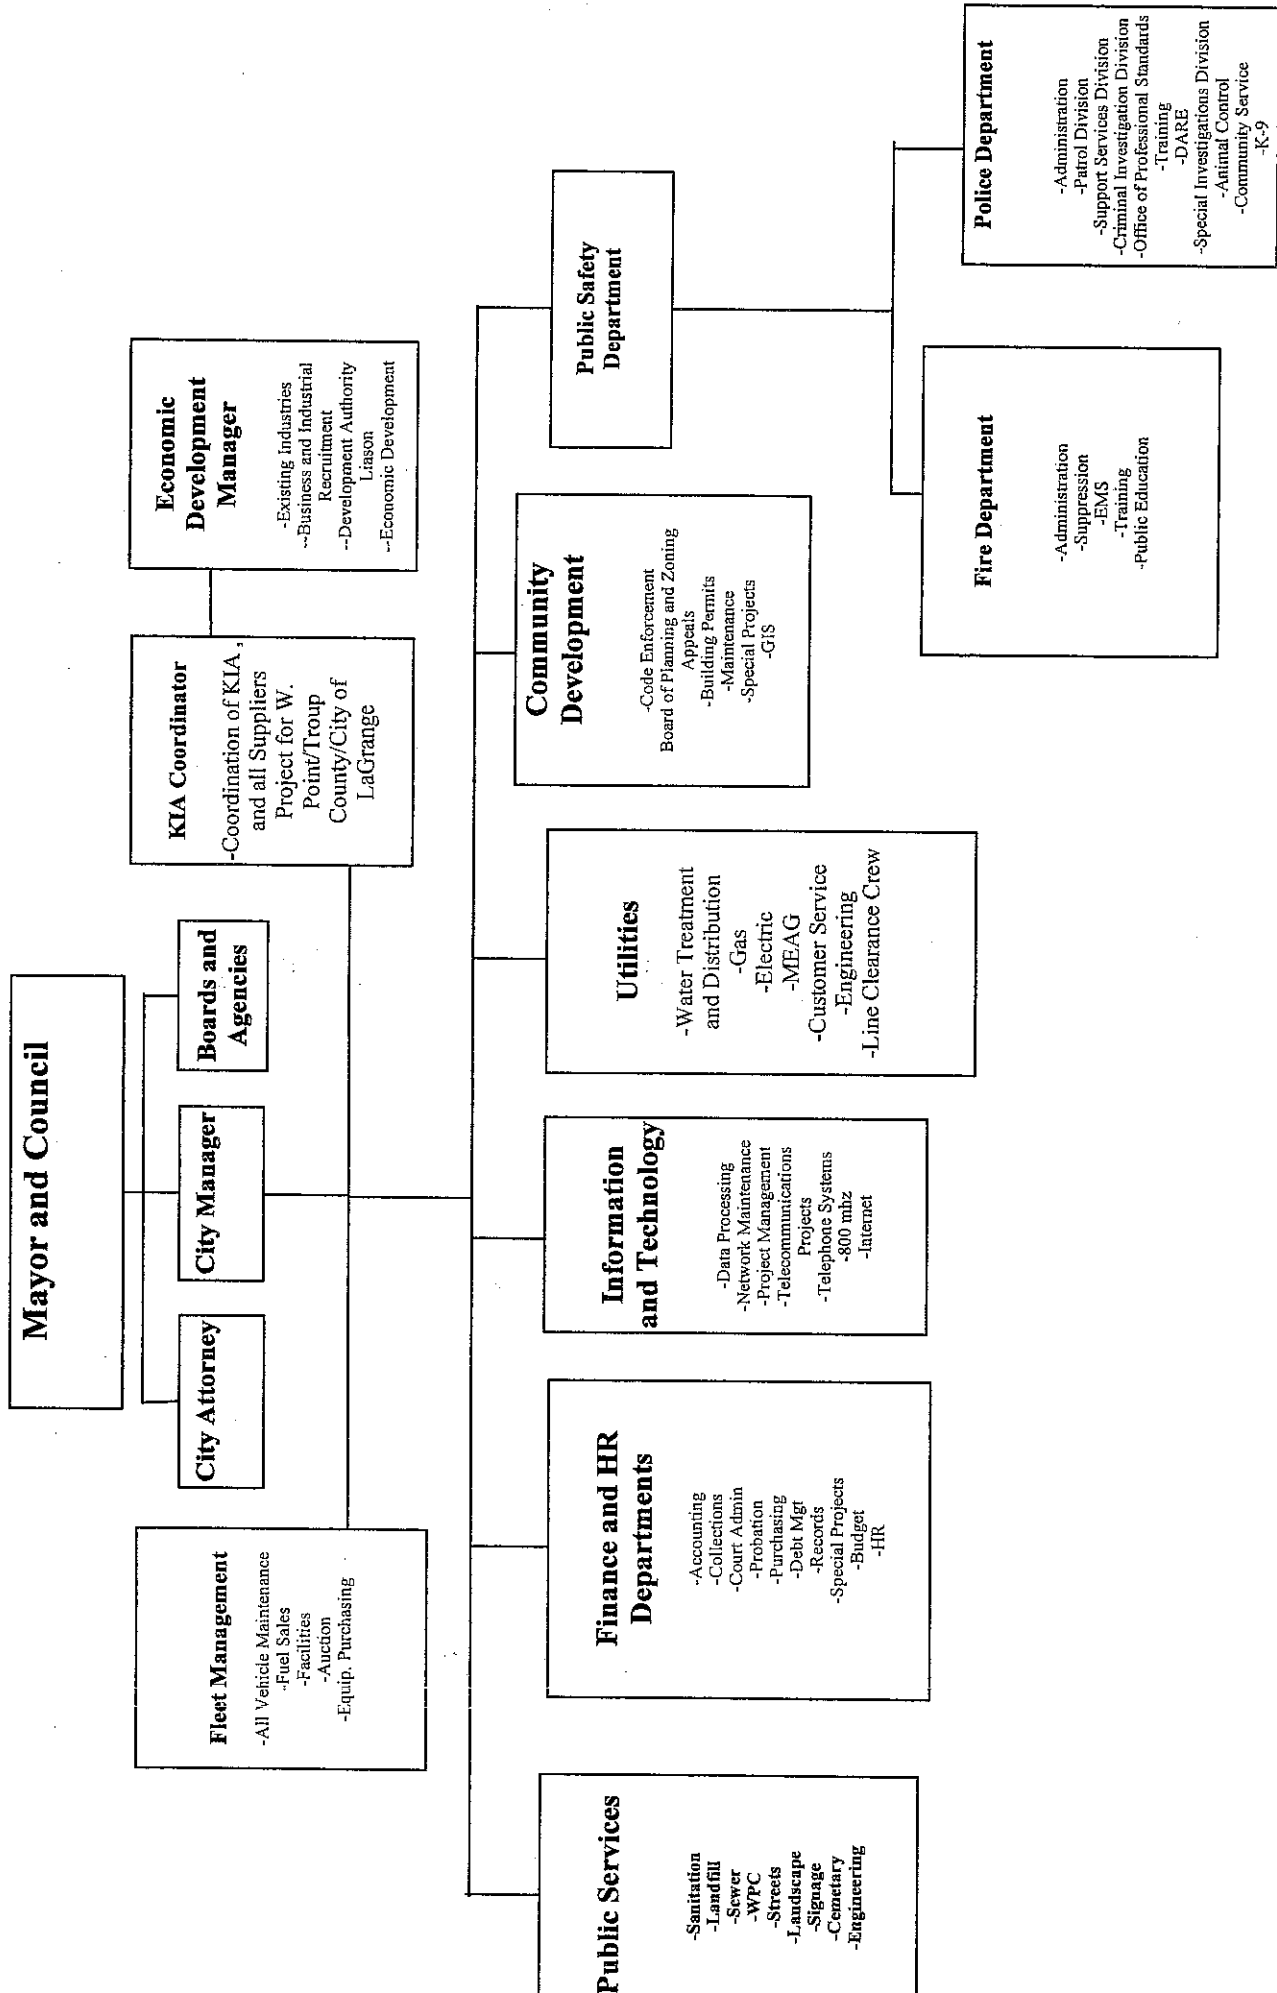 Mayor and Council
City Attorney
City Manager
Boards and
Agencies
Fleet Management
-All Vehicle Maintenance
-Fuel Sales
-Facilities
-Auction
-Equip. Purchasing
KIA Coordinator
-Coordination of KIA,
and all Suppliers
Project for W.
Point/Troup
County/City of
LaGrange
Economic
Development
Manager
-Existing Industries
--Business and Industrial
Recruitment
--Development Authority
Liason
--Economic Development
Public Services
-Sanitation
-Landfill
-Sewer
-WPC
-Streets
-Landscape
-Signage
-Cemetary
-Engineering
Finance and HR
Departments
-Accounting
-Collections
-Court Admin
-Probation
-Purchasing
-Debt Mgt
-Records
-Special Projects
-Budget
-HR
Information
and Technology
-Data Processing
-Network Maintenance
-Project Management
-Telecommunications
Projects
-Telephone Systems
-800 mhz
-Internet
Utilities
-Water Treatment
and Distribution
-Gas
-Electric
-MEAG
-Customer Service
-Engineering
-Line Clearance Crew
Community
Development
-Code Enforcement
Board of Planning and Zoning
Appeals
-Building Permits
-Maintenance
-Special Projects
-GIS
Public Safety
Department
Fire Department
-Administration
-Suppression
-EMS
-Training
-Public Education
Police Department
-Administration
-Patrol Division
-Support Services Division
-Criminal Investigation Division
-Office of Professional Standards
-Training
-DARE
-Special Investigations Division
-Animal Control
-Community Service
-K-9